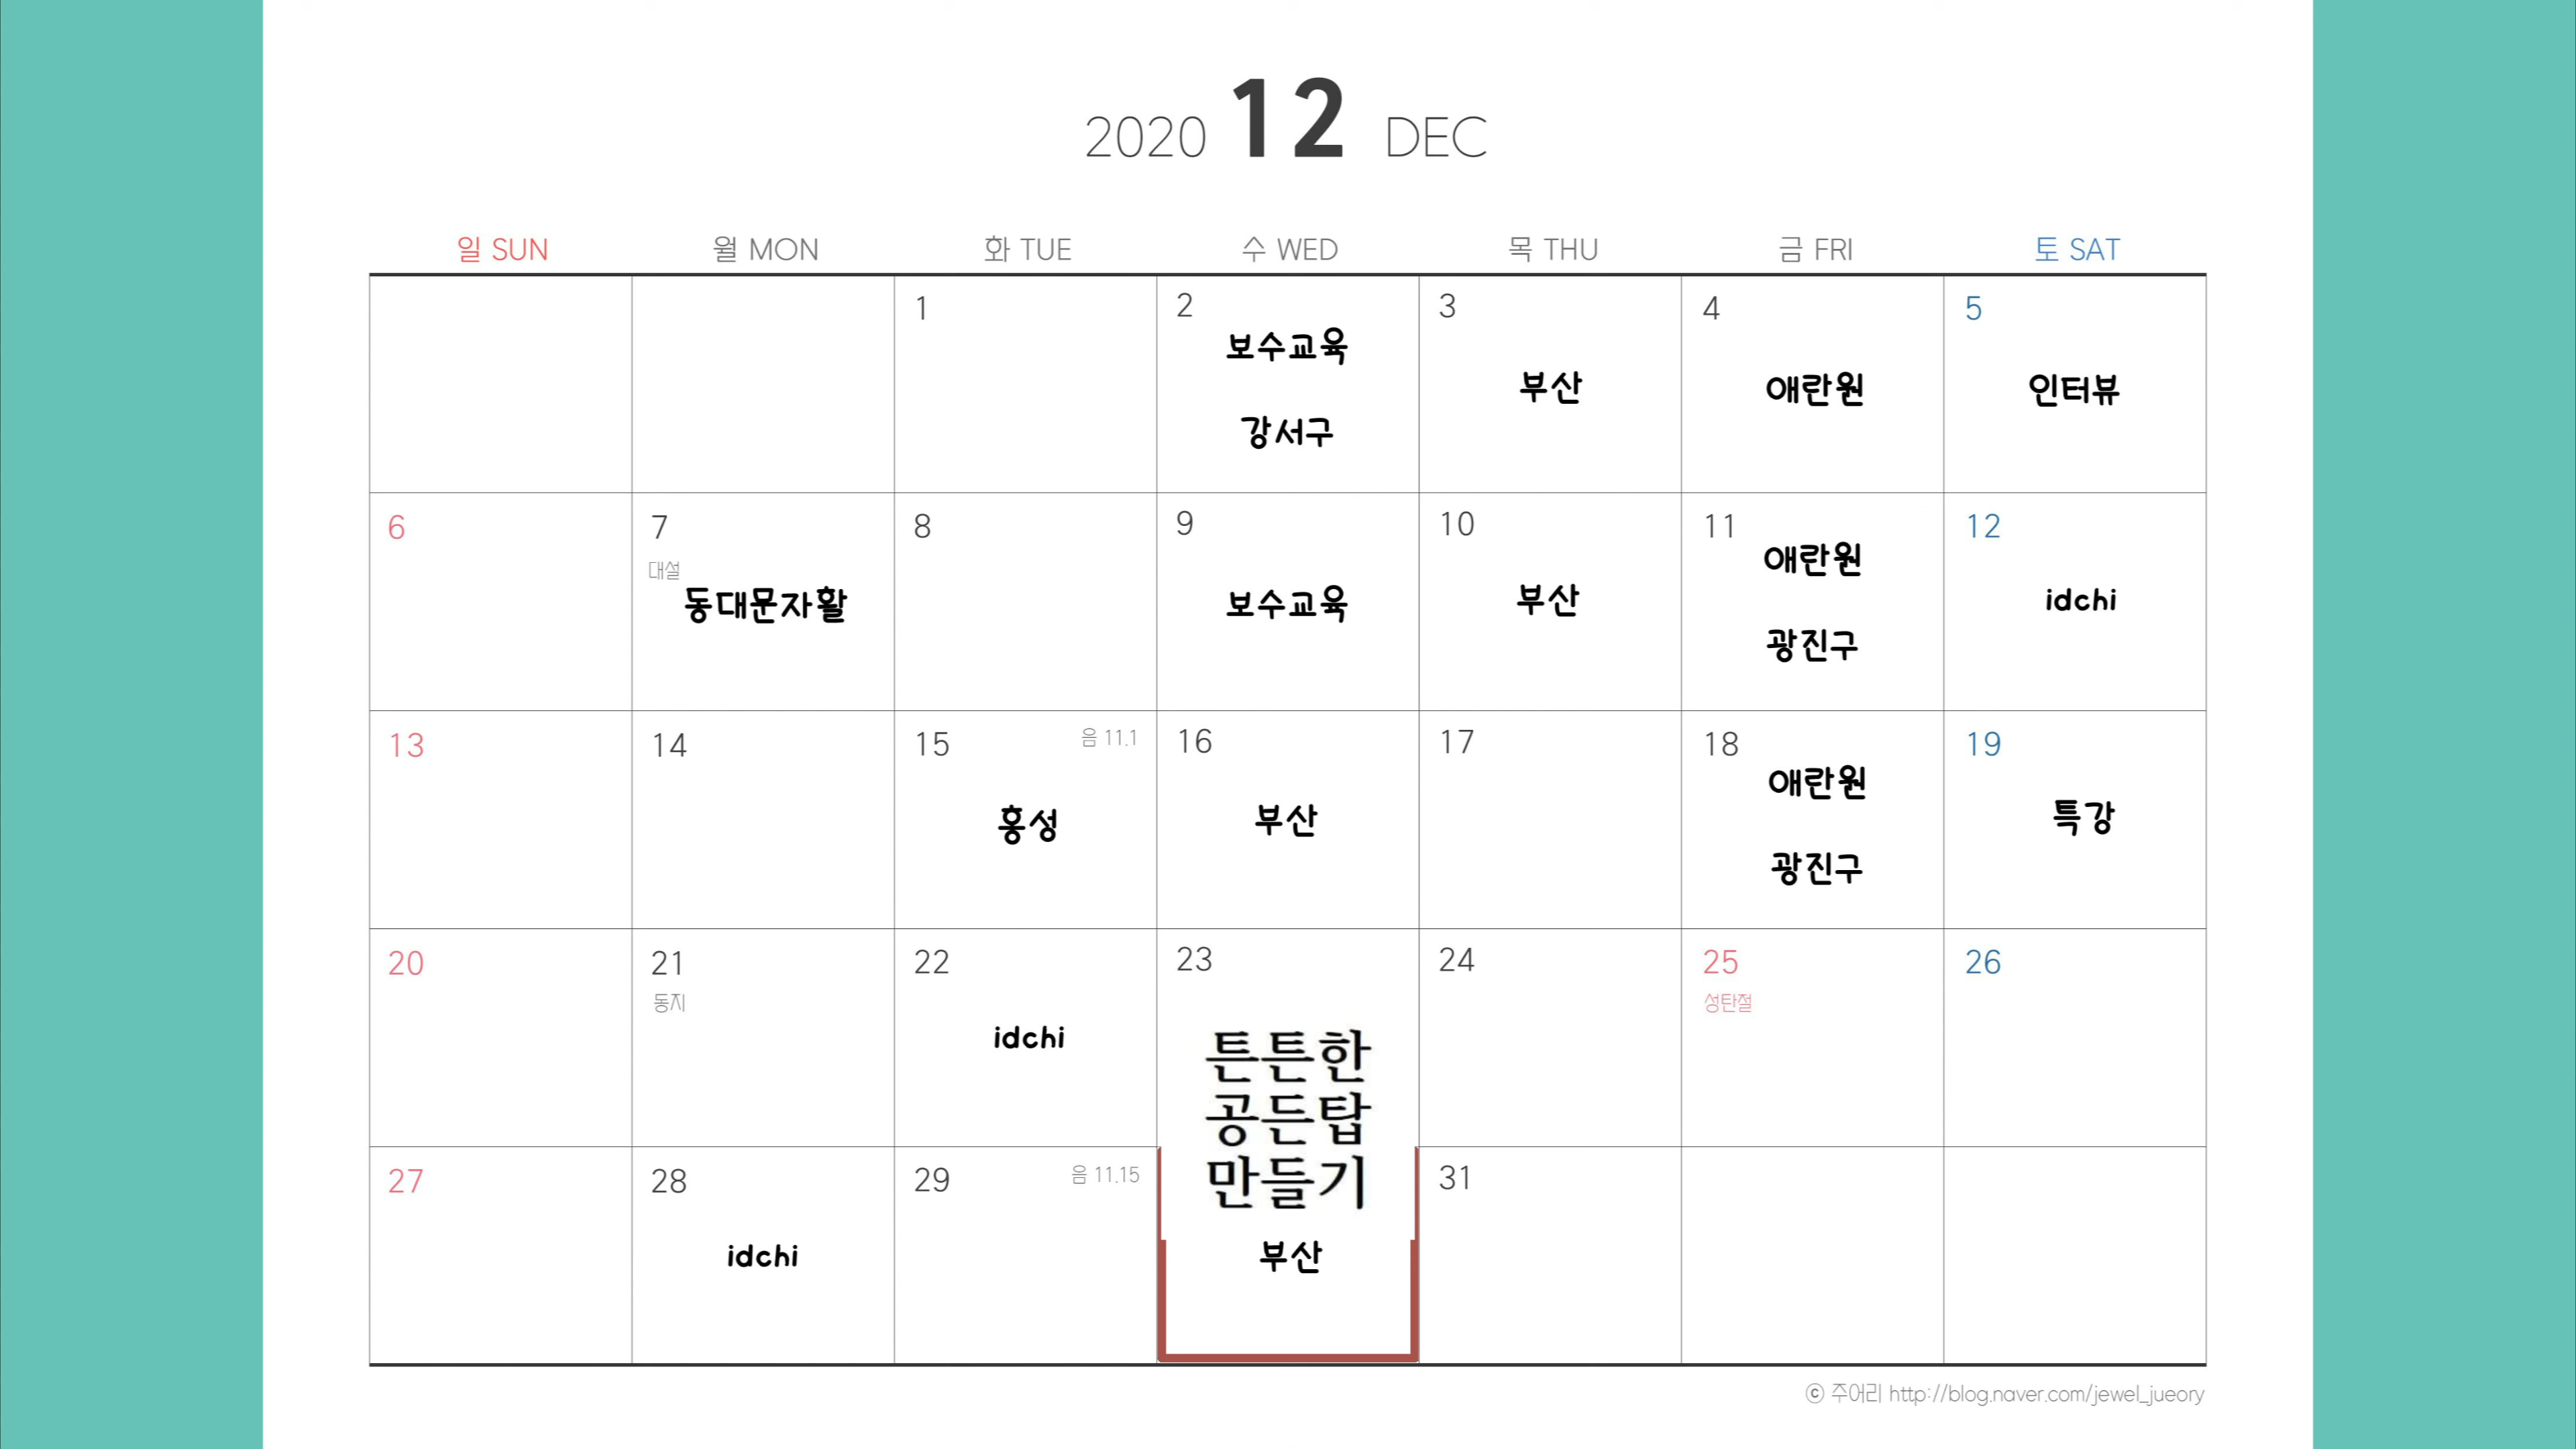 2020 12 DEC
일 SUN 월 MON 화 TUE 수 WED 목 THU 금 FRI 토 SAT
1
2
보수교육
강서구
3
부산
4
애란원
5
인터뷰
6
7
대설
동대문자활
8
9
보수교육
10
부산
11
애란원
광진구
12
idchi
13
14
15 음 11.1
홍성
16
부산
17
18
애란원
광진구
19
특강
20
21
동지
22
idchi
23
튼튼한
공든탑
만들기
24
25
성탄절
26
27
28
idchi
29 음 11.15
부산
31
ⓒ 주어리 http://blog.naver.com/jewel_jueory